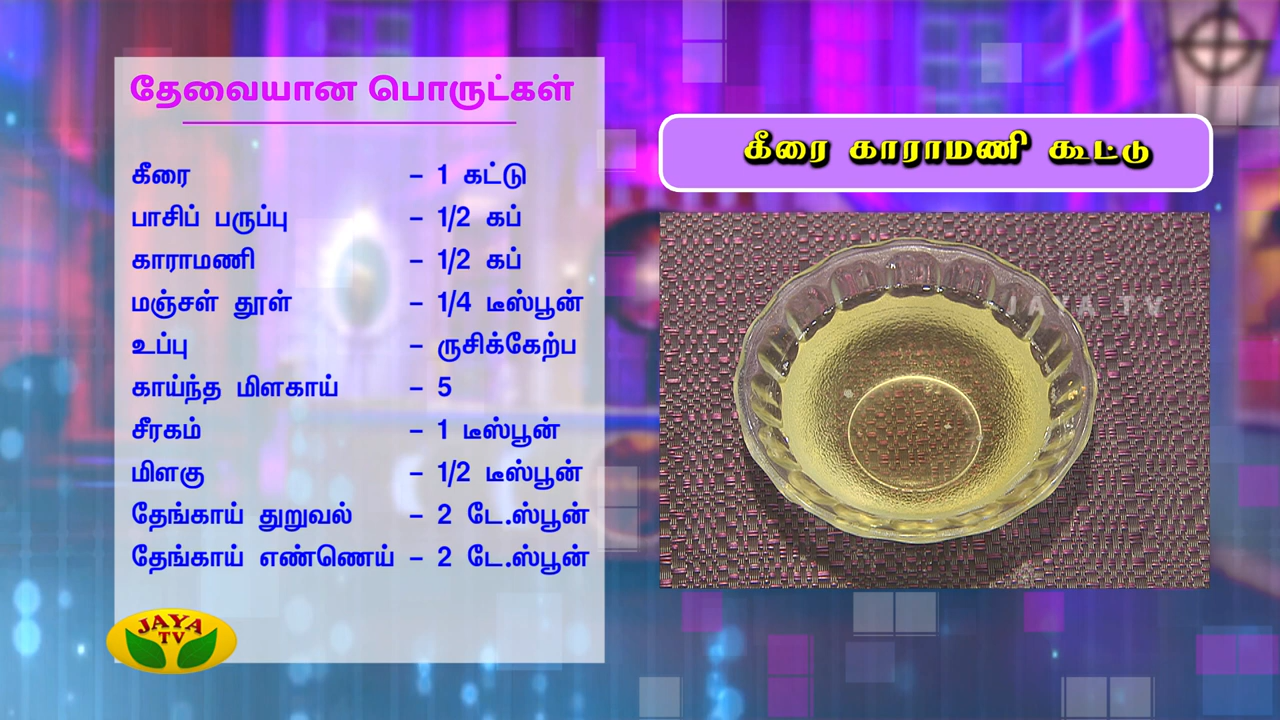 தேவையான பொருட்கள்
கீரை - 1 கட்டு
பாசிப் பருப்பு - 1/2 கப்
காராமணி - 1/2 கப்
மஞ்சள் தூள் - 1/4 டீஸ்பூன்
உப்பு - ருசிக்கேற்ப
காய்ந்த மிளகாய் - 5
சீரகம் - 1 டீஸ்பூன்
மிளகு - 1/2 டீஸ்பூன்
தேங்காய் துறுவல் - 2 டே.ஸ்பூன்
தேங்காய் எண்ணெய் - 2 டே.ஸ்பூன்
JAYA
TV
கீரை காராமணி கூட்டு
JAYA TV